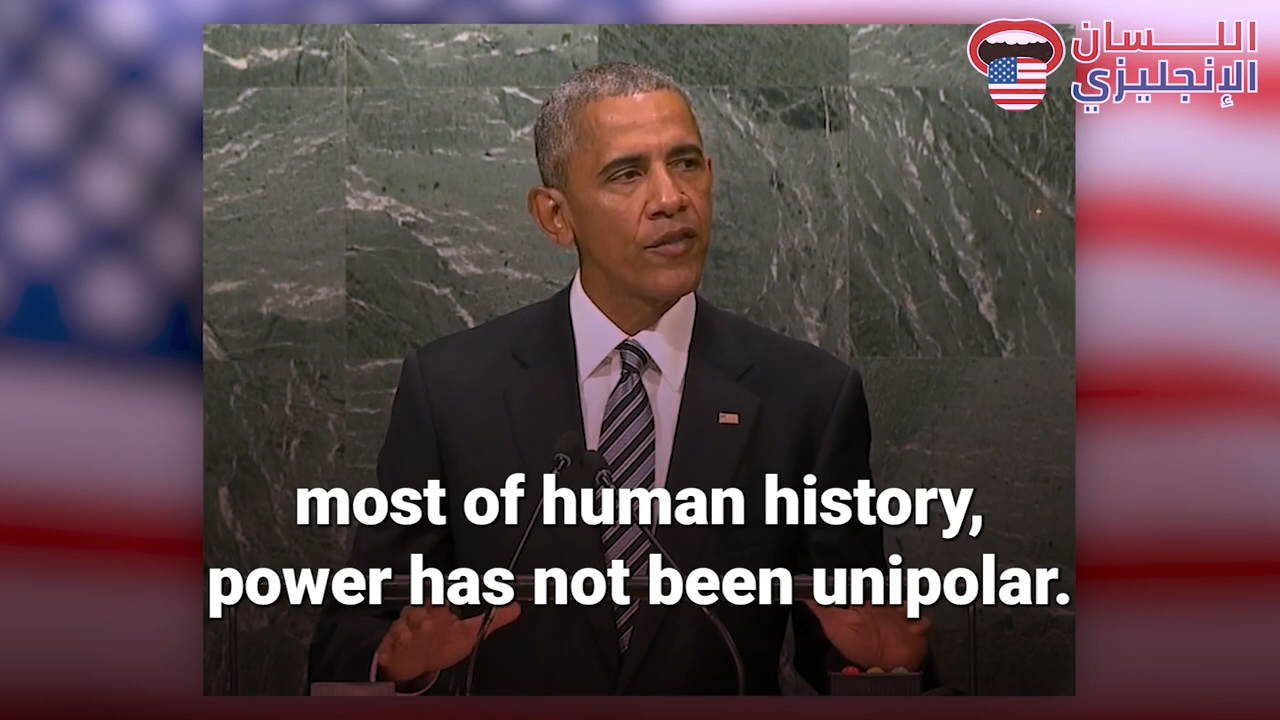 اللسان
الإنجليزي
most of human history,
power has not been unipolar.